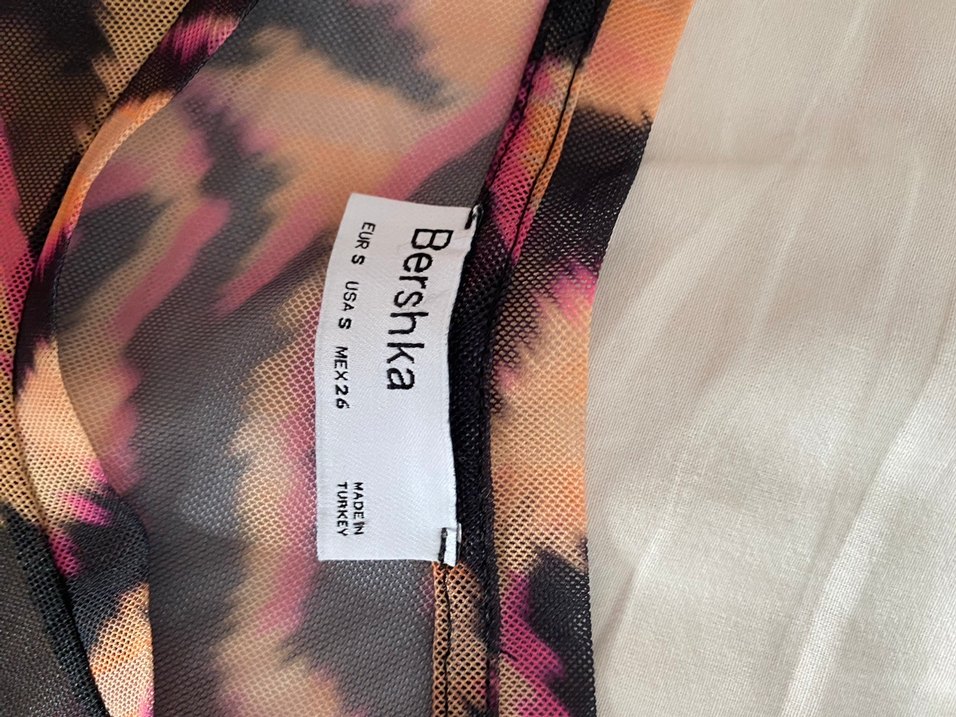 Bershka
EUR S USA S MEX 26
MADE IN
TURKEY